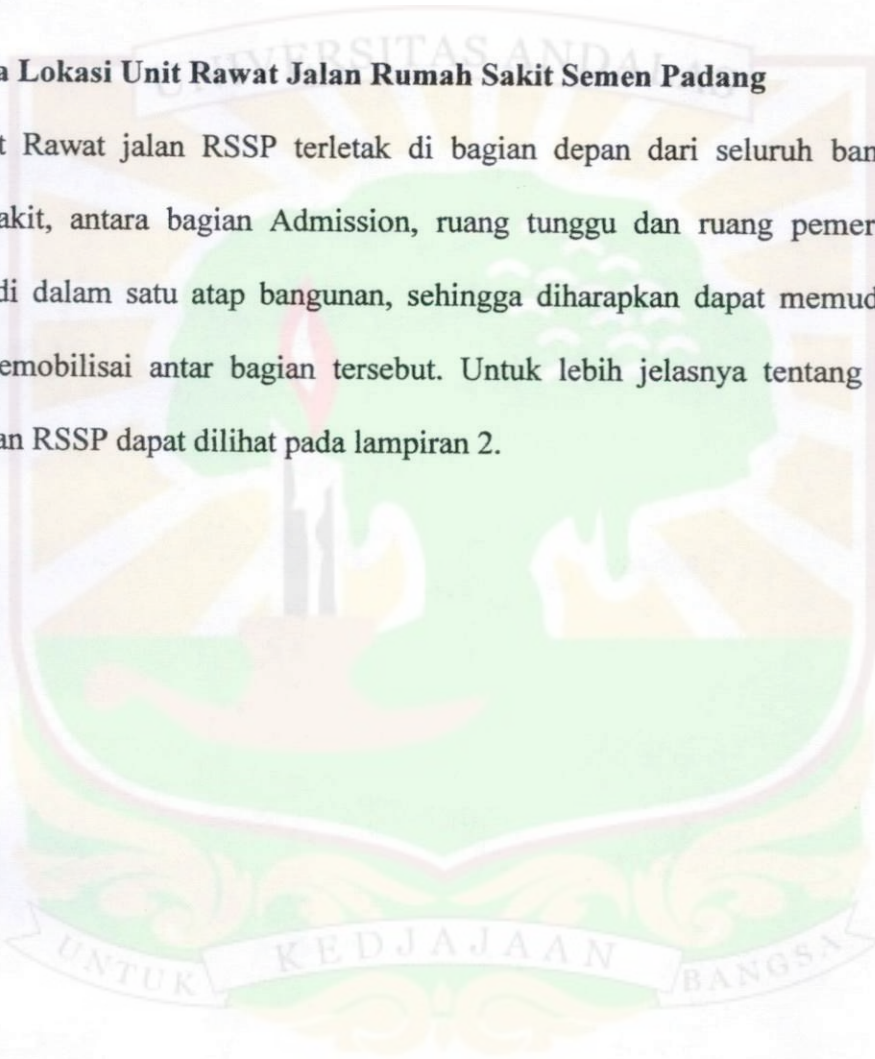 UNIVERSITAS ANDALAS
a Lokasi Unit Rawat Jalan Rumah Sakit Semen Padang
t Rawat jalan RSSP terletak di bagian depan dari seluruh ban
akit, antara bagian Admission, ruang tunggu dan ruang pemer
di dalam satu atap bangunan, sehingga diharapkan dapat memud
emobilisai antar bagian tersebut. Untuk lebih jelasnya tentang
an RSSP dapat dilihat pada lampiran 2.
UNTUK KEDJAJAAN BANGSA